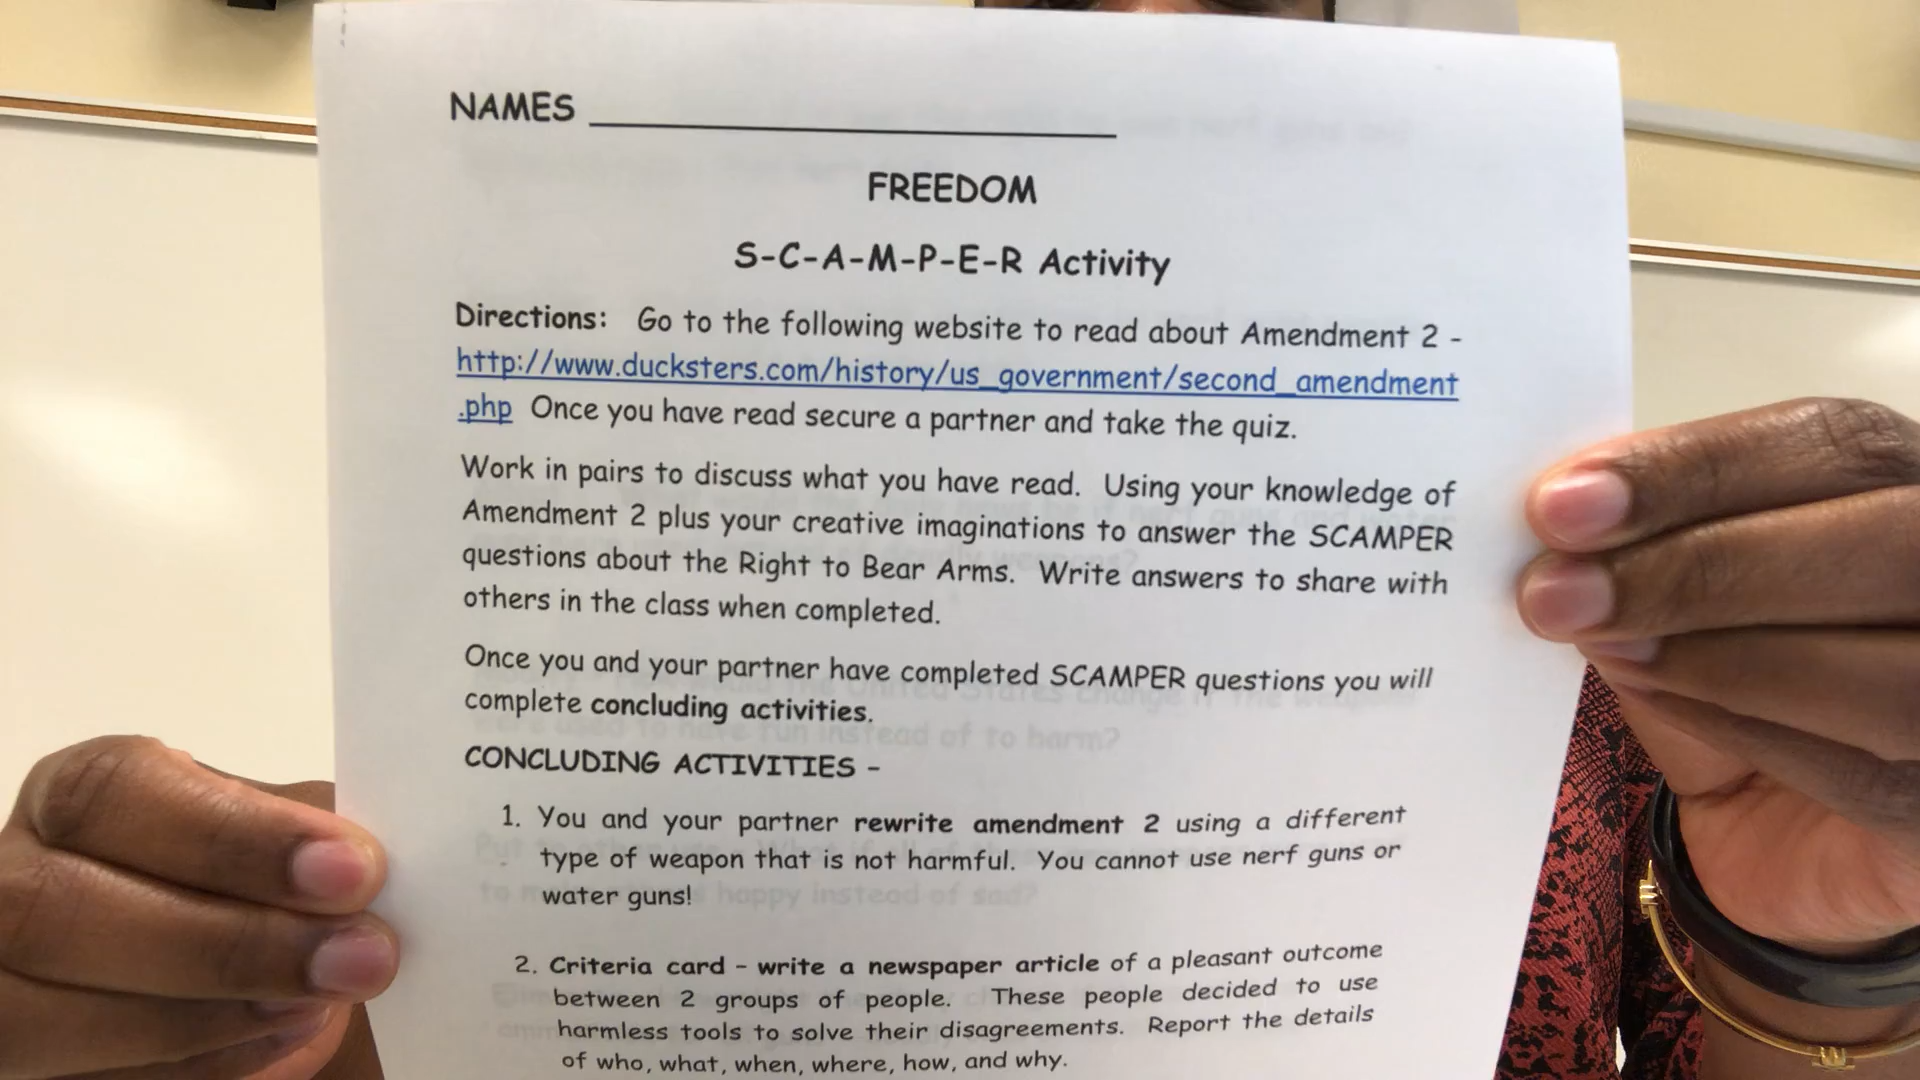 NAMES
FREEDOM
S-C-A-M-P-E-R Activity
Directions: Go to the following website to read about Amendment 2 -
http://www.ducksters.com/history/us_government/second_amendment
.php Once you have read secure a partner and take the quiz.
Work in pairs to discuss what you have read. Using your knowledge of
Amendment 2 plus your creative imaginations to answer the SCAMPER
questions about the Right to Bear Arms. Write answers to share with
others in the class when completed.
Once you and your partner have completed SCAMPER questions you will
complete concluding activities.
CONCLUDING ACTIVITIES -
1. You and your partner rewrite amendment 2 using a different
type of weapon that is not harmful. You cannot use nerf guns or
water guns!
2. Criteria card - write a newspaper article of a pleasant outcome
between 2 groups of people. These people decided to use
harmless tools to solve their disagreements. Report the details
of who, what, when, where, how, and why.